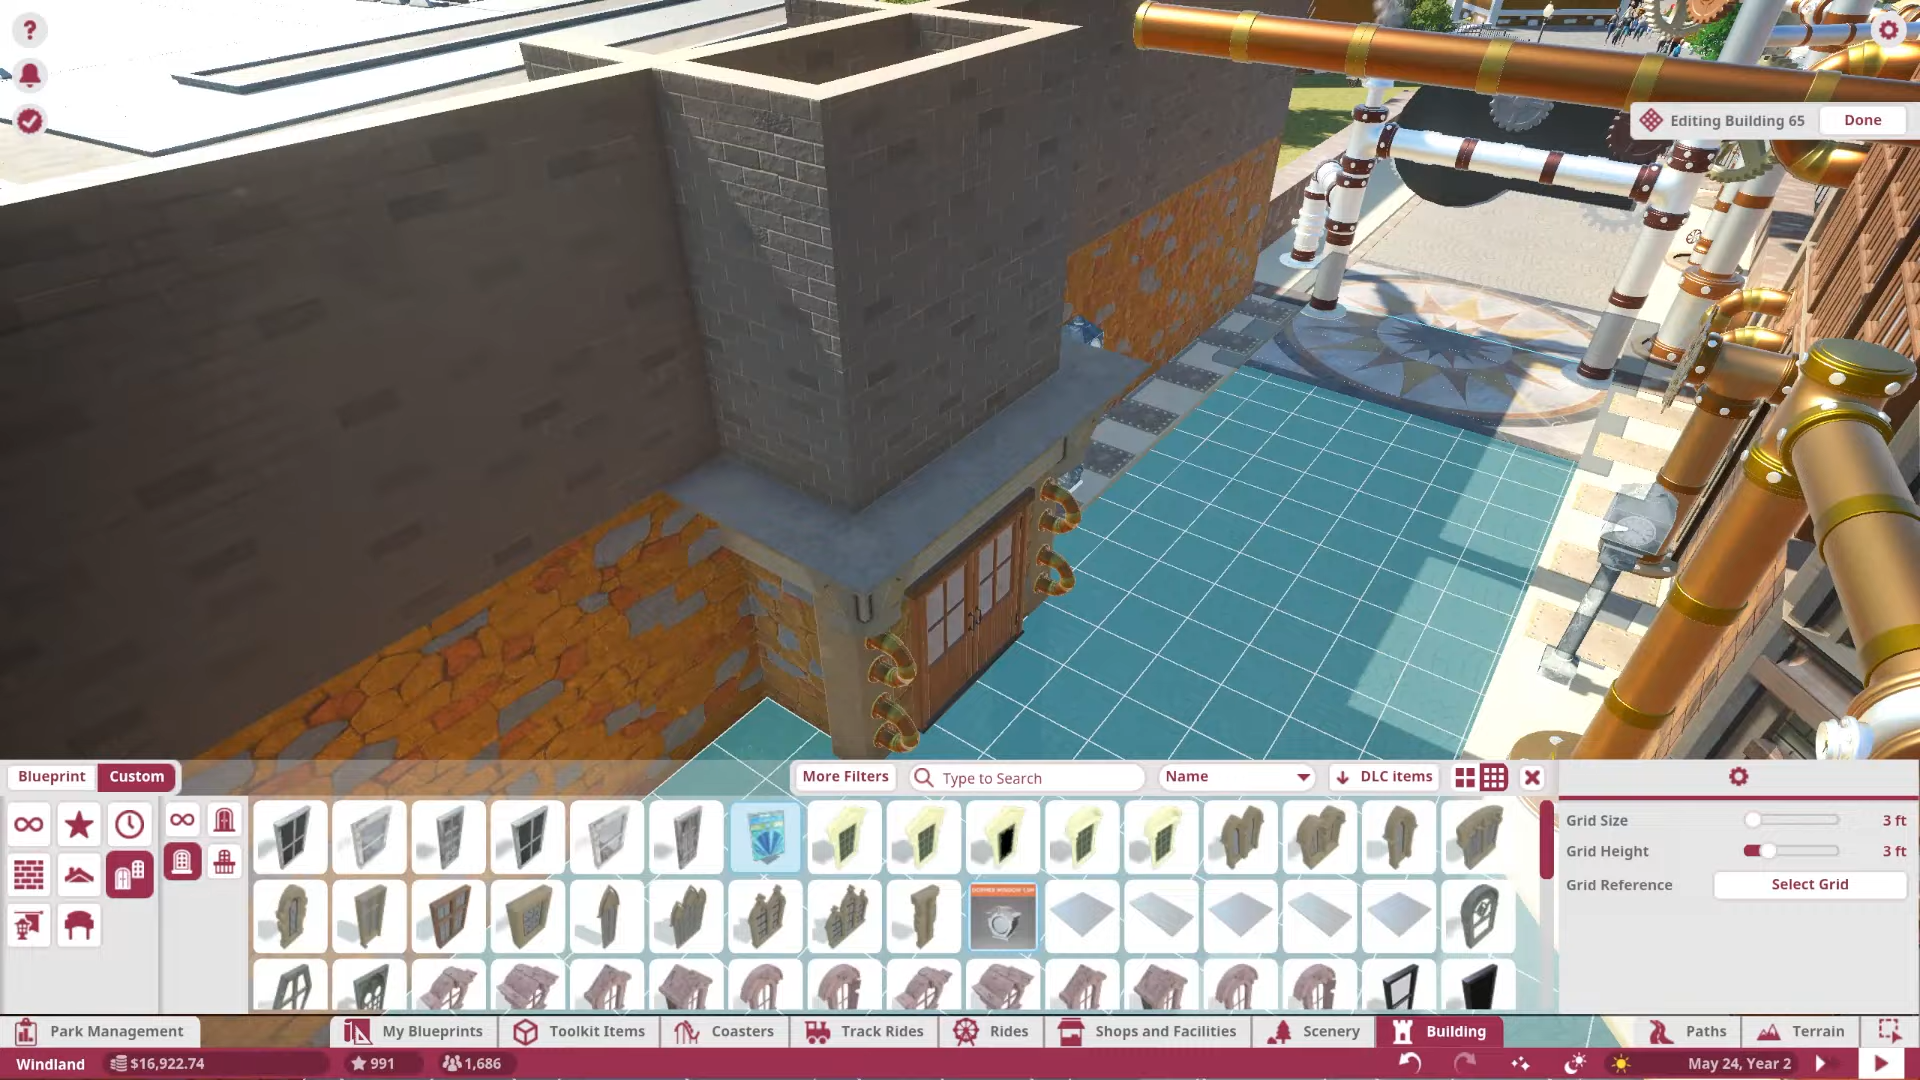 ?
Editing Building 65
Done
Blueprint
Custom
More Filters
Type to Search
Name
DLC items
Grid Size
3 ft
Grid Height
3 ft
Grid Reference
Select Grid
Park Management
My Blueprints
Toolkit Items
Coasters
Track Rides
Rides
Shops and Facilities
Scenery
Building
Paths
Terrain
Windland
$16,922.74
991
1,686
May 24, Year 2